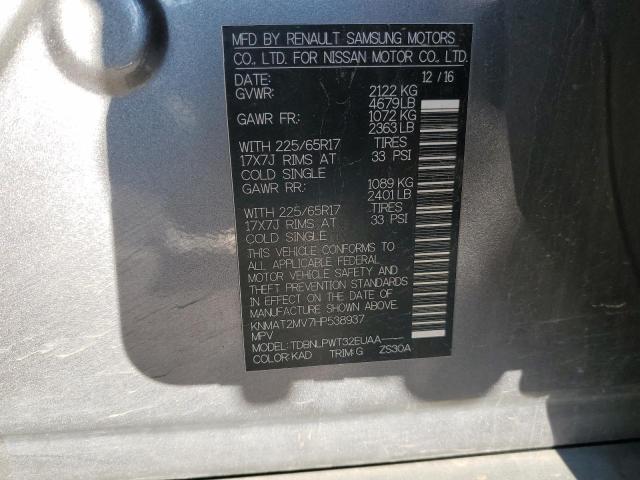 MFD BY RENAULT SAMSUNG MOTORS
CO., LTD. FOR NISSAN MOTOR CO., LTD.
DATE: 12 / 16
GVWR: 2122 KG
4679LB
GAWR FR: 1072 KG
2363 LB
WITH 225/65R17 TIRES
17X7J RIMS AT 33 PSI
COLD SINGLE
GAWR RR: 1089 KG
2401 LB
WITH 225/65R17 TIRES
17X7J RIMS AT 33 PSI
COLD SINGLE
THIS VEHICLE CONFORMS TO
ALL APPLICABLE FEDERAL
MOTOR VEHICLE SAFETY AND
THEFT PREVENTION STANDARDS
IN EFFECT ON THE DATE OF
MANUFACTURE SHOWN ABOVE
KNMAT2MV7HP538937
MPV
MODEL: TDBNLPWT32EUAA-----
COLOR: KAD TRIM: G ZS30A